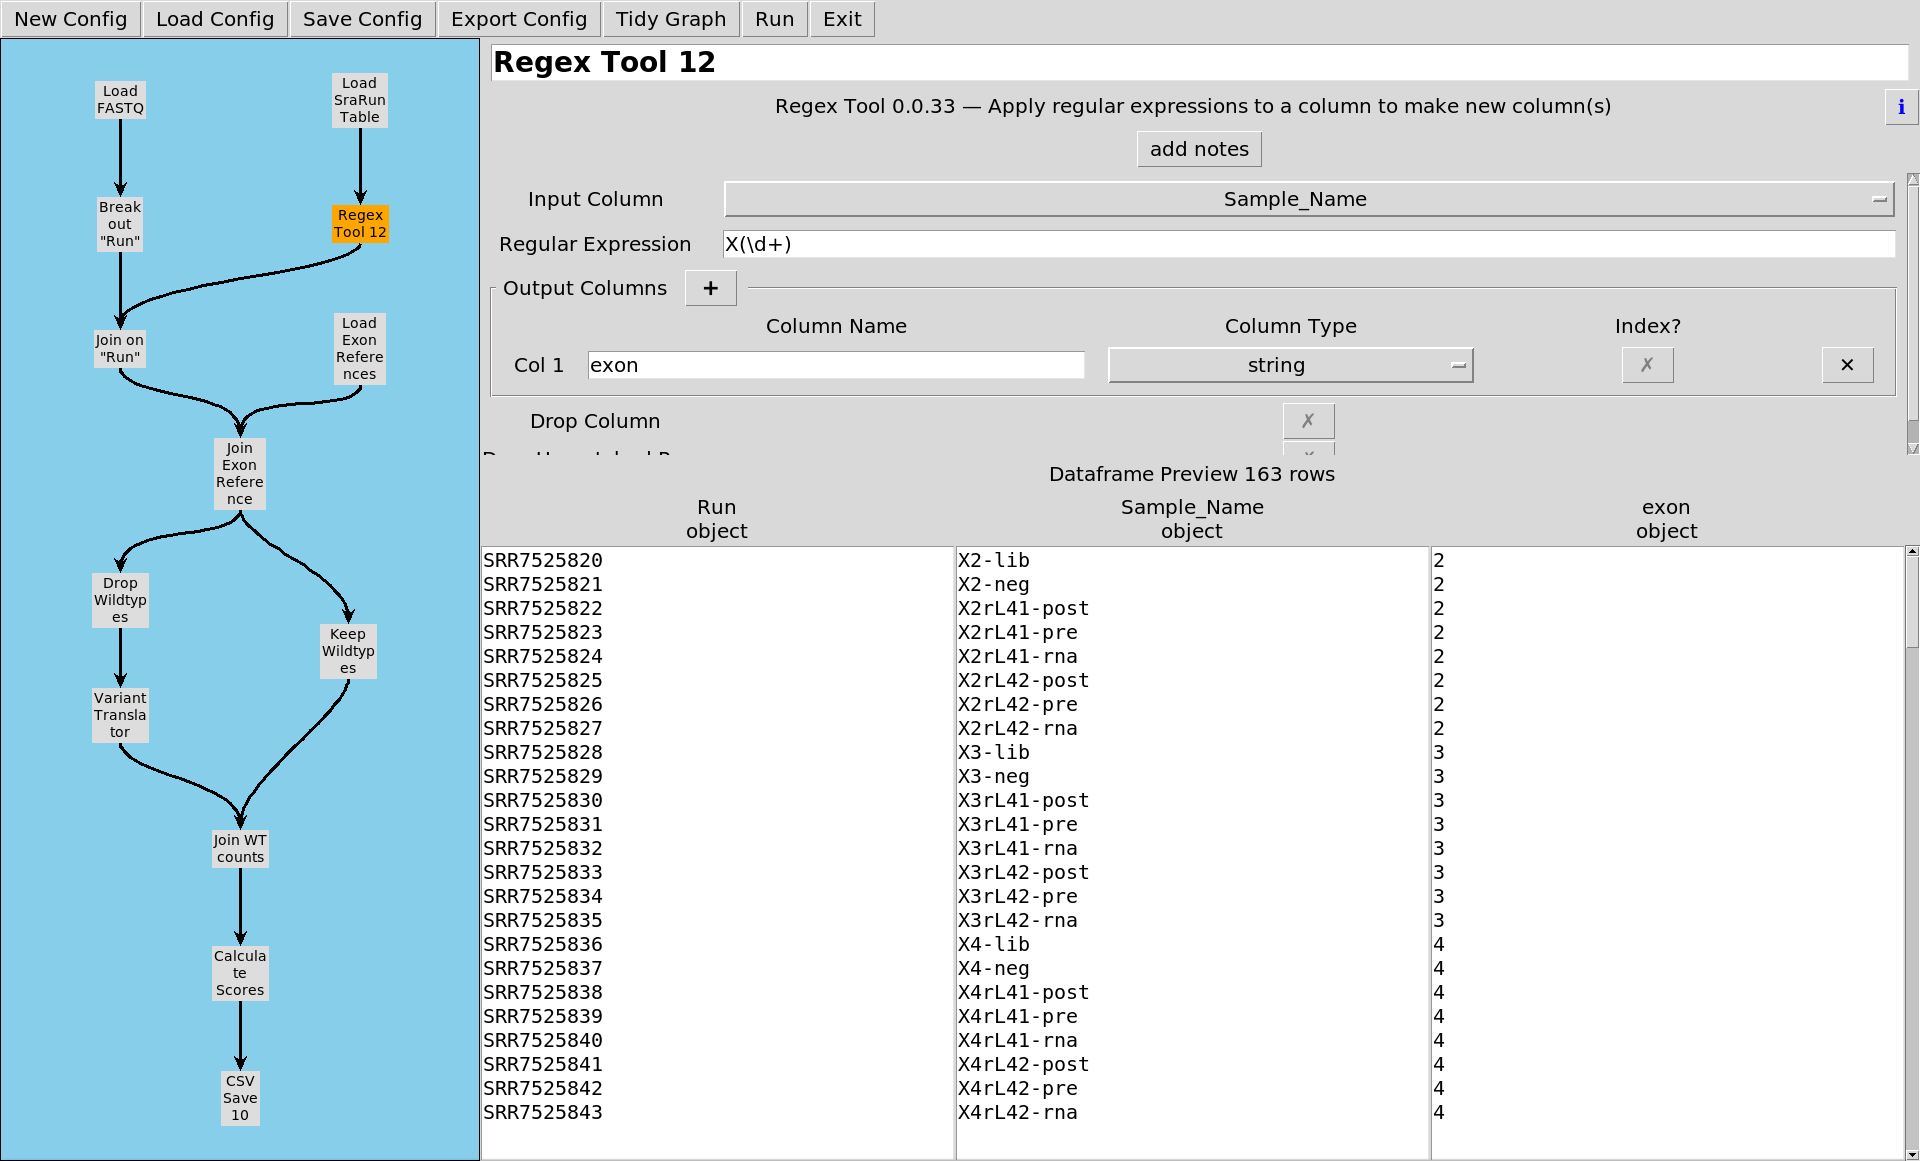 New Config Load Config Save Config Export Config Tidy Graph Run Exit
Load
FASTQ
Load
SraRun
Table
Break
out
"Run"
Regex
Tool 12
Join on
"Run"
Load
Exon
Refere
nces
Join
Exon
Refere
nce
Drop
Wildtyp
es
Keep
Wildtyp
es
Variant
Transla
tor
Join WT
counts
Calcula
te
Scores
CSV
Save
10
Regex Tool 12
Regex Tool 0.0.33 — Apply regular expressions to a column to make new column(s)
i
add notes
Input Column Sample_Name
Regular Expression X(\d+)
Output Columns +
Column Name Column Type Index?
Col 1 exon string ✗ ✕
Drop Column ✗
Dataframe Preview 163 rows
Run Sample_Name exon
object object object
SRR7525820 X2-lib 2
SRR7525821 X2-neg 2
SRR7525822 X2rL41-post 2
SRR7525823 X2rL41-pre 2
SRR7525824 X2rL41-rna 2
SRR7525825 X2rL42-post 2
SRR7525826 X2rL42-pre 2
SRR7525827 X2rL42-rna 2
SRR7525828 X3-lib 3
SRR7525829 X3-neg 3
SRR7525830 X3rL41-post 3
SRR7525831 X3rL41-pre 3
SRR7525832 X3rL41-rna 3
SRR7525833 X3rL42-post 3
SRR7525834 X3rL42-pre 3
SRR7525835 X3rL42-rna 3
SRR7525836 X4-lib 4
SRR7525837 X4-neg 4
SRR7525838 X4rL41-post 4
SRR7525839 X4rL41-pre 4
SRR7525840 X4rL41-rna 4
SRR7525841 X4rL42-post 4
SRR7525842 X4rL42-pre 4
SRR7525843 X4rL42-rna 4